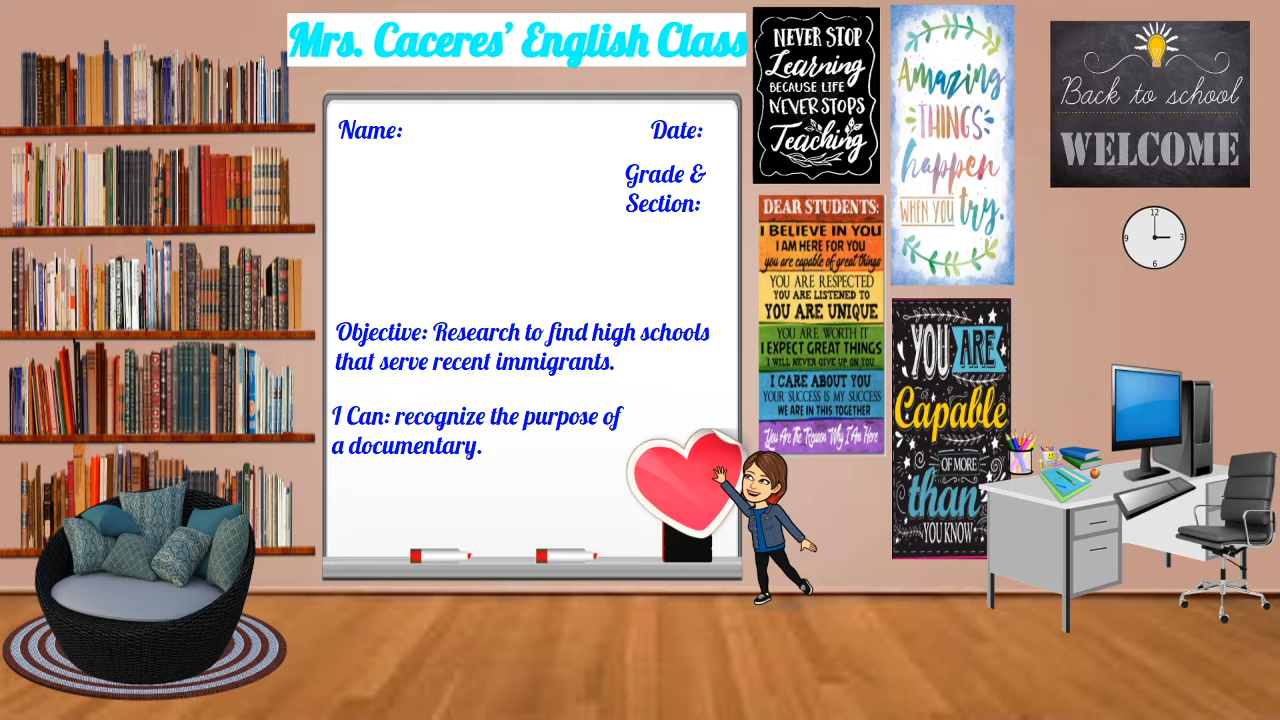 Mrs. Caceres' English Class
Name:
Date:
Grade &
Section:
Objective: Research to find high schools
that serve recent immigrants.
I Can: recognize the purpose of
a documentary.
NEVER STOP
Learning
BECAUSE LIFE
NEVER STOPS
Teaching
DEAR STUDENTS:
I BELIEVE IN YOU
I AM HERE FOR YOU
you are capable of great things
YOU ARE RESPECTED
YOU ARE LISTENED TO
YOU ARE UNIQUE
YOU ARE WORTH IT
I EXPECT GREAT THINGS
I WILL NEVER GIVE UP ON YOU
I CARE ABOUT YOU
YOUR SUCCESS IS MY SUCCESS
WE ARE IN THIS TOGETHER
You Are The Reason Why I Am Here
Amazing
THINGS
happen
WHEN YOU try.
YOU ARE
Capable
OF MORE
than
YOU KNOW
Back to school
WELCOME
12
9 3
6